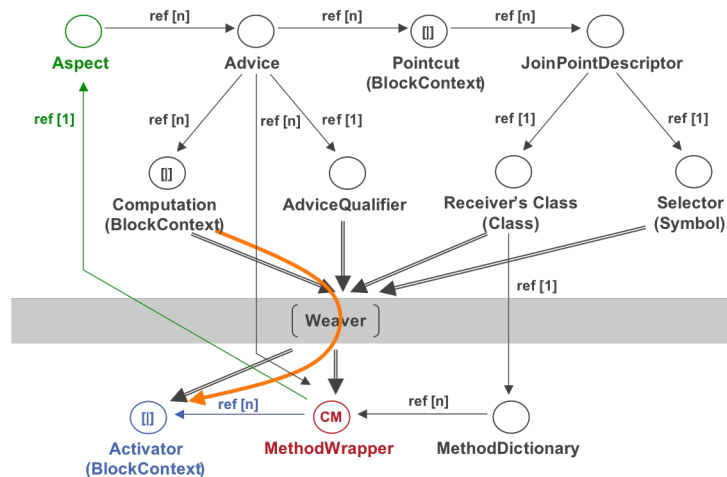 ref [n]
ref [n]
ref [n]
[|]
Aspect
Advice
Pointcut
(BlockContext)
JoinPointDescriptor
ref [1]
ref [n]
ref [n]
ref [1]
ref [1]
ref [1]
[|]
Computation
(BlockContext)
AdviceQualifier
Receiver's Class
(Class)
Selector
(Symbol)
ref [1]
Weaver
ref [n]
ref [n]
[|]
CM
Activator
(BlockContext)
MethodWrapper
MethodDictionary